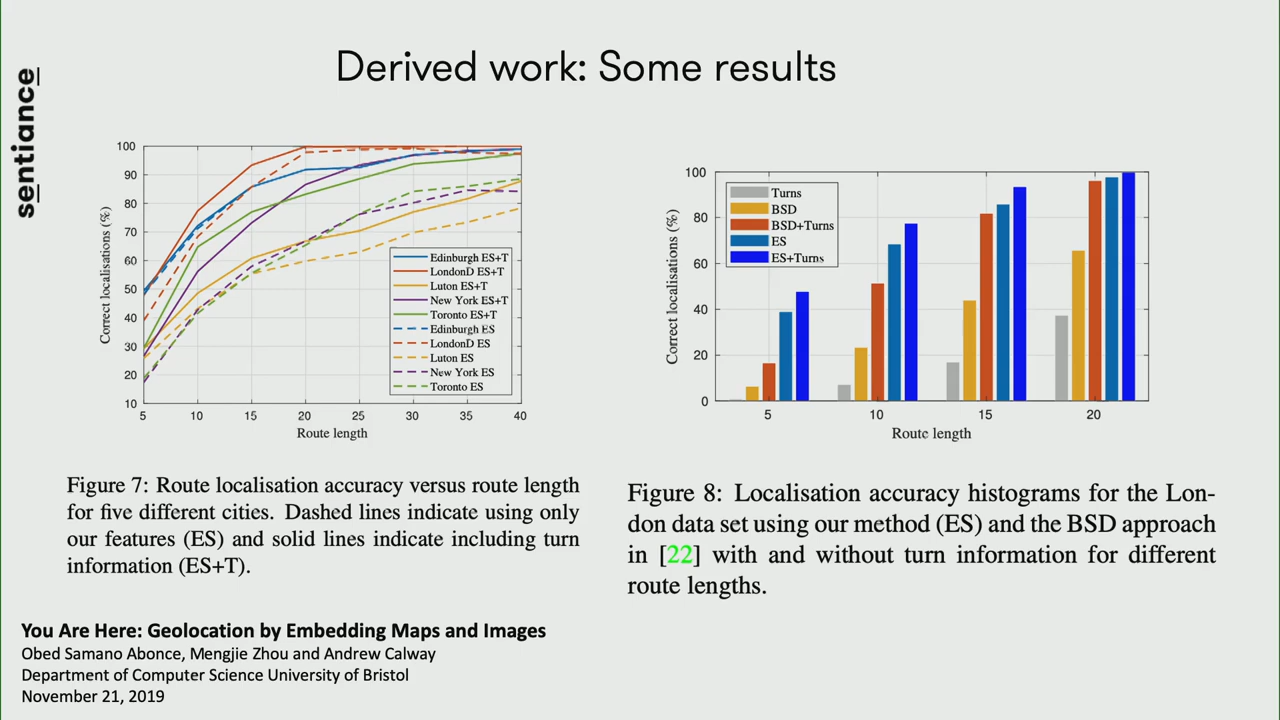 Derived work: Some results
sentiance
100
90
80
70
60
50
40
30
20
10
Correct localisations (%)
5
10
15
20
25
30
35
40
Route length
Edinburgh ES+T
LondonD ES+T
Luton ES+T
New York ES+T
Toronto ES+T
Edinburgh ES
LondonD ES
Luton ES
New York ES
Toronto ES
Figure 7: Route localisation accuracy versus route length
for five different cities. Dashed lines indicate using only
our features (ES) and solid lines indicate including turn
information (ES+T).
100
80
60
40
20
0
Correct localisations (%)
Turns
BSD
BSD+Turns
ES
ES+Turns
5
10
15
20
Route length
Figure 8: Localisation accuracy histograms for the Lon-
don data set using our method (ES) and the BSD approach
in [22] with and without turn information for different
route lengths.
You Are Here: Geolocation by Embedding Maps and Images
Obed Samano Abonce, Mengjie Zhou and Andrew Calway
Department of Computer Science University of Bristol
November 21, 2019